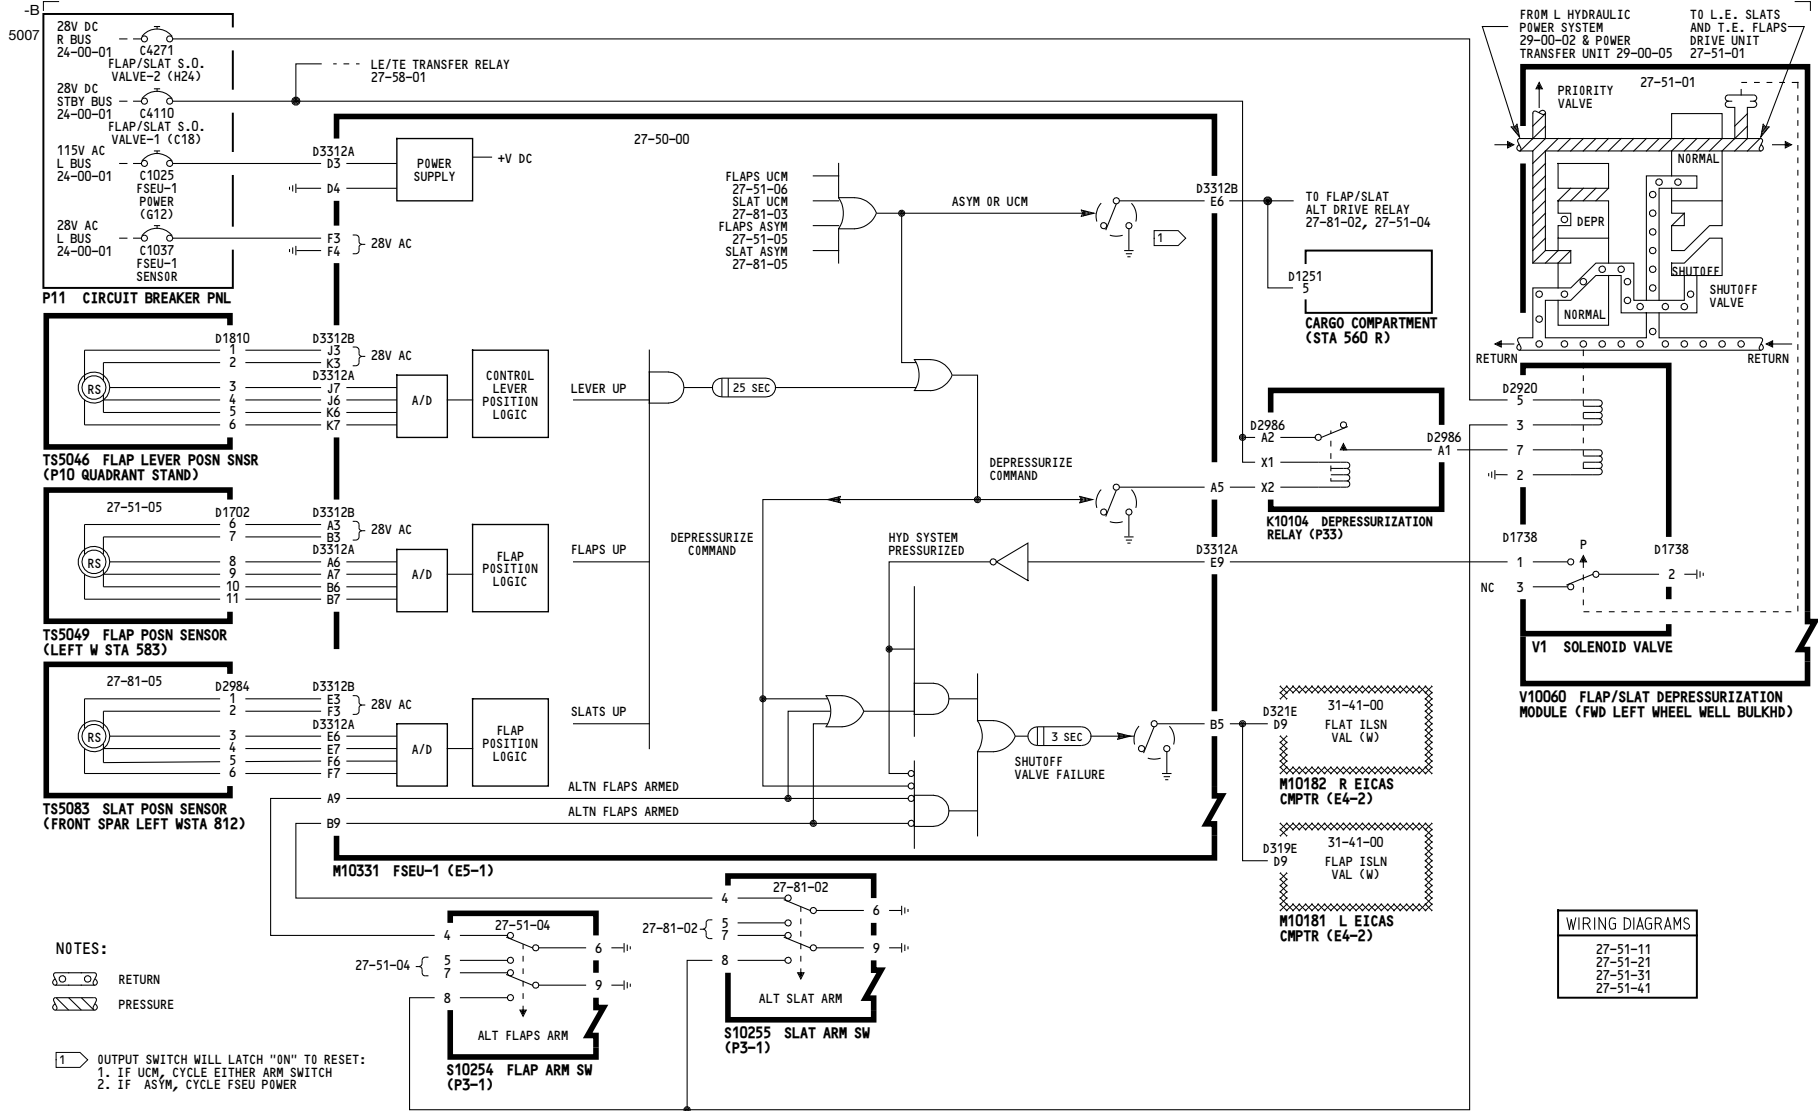 -B
5007
28V DC
R BUS
24-00-01
C4271
FLAP/SLAT S.O.
VALVE-2 (H24)
28V DC
STBY BUS
24-00-01
C4110
FLAP/SLAT S.O.
VALVE-1 (C18)
115V AC
L BUS
24-00-01
C1025
FSEU-1
POWER
(G12)
28V AC
L BUS
24-00-01
C1037
FSEU-1
SENSOR
P11 CIRCUIT BREAKER PNL
LE/TE TRANSFER RELAY
27-58-01
27-50-00
D3312A
D3
D4
F3
F4
28V AC
POWER
SUPPLY
+V DC
FLAPS UCM
27-51-06
SLAT UCM
27-81-03
FLAPS ASYM
27-51-05
SLAT ASYM
27-81-05
ASYM OR UCM
1
D3312B
E6
TO FLAP/SLAT
ALT DRIVE RELAY
27-81-02, 27-51-04
D1251
5
CARGO COMPARTMENT
(STA 560 R)
FROM L HYDRAULIC
POWER SYSTEM
29-00-02 & POWER
TRANSFER UNIT 29-00-05
TO L.E. SLATS
AND T.E. FLAPS
DRIVE UNIT
27-51-01
27-51-01
PRIORITY
VALVE
NORMAL
DEPR
SHUTOFF
SHUTOFF
VALVE
NORMAL
RETURN
RETURN
D1810
1
2
3
4
5
6
RS
D3312B
J3
K3
28V AC
D3312A
J7
J6
K6
K7
A/D
CONTROL
LEVER
POSITION
LOGIC
LEVER UP
25 SEC
TS5046 FLAP LEVER POSN SNSR
(P10 QUADRANT STAND)
27-51-05
D1702
6
7
8
9
10
11
RS
D3312B
A3
B3
28V AC
D3312A
A6
A7
B6
B7
A/D
FLAP
POSITION
LOGIC
FLAPS UP
TS5049 FLAP POSN SENSOR
(LEFT W STA 583)
DEPRESSURIZE
COMMAND
DEPRESSURIZE
COMMAND
HYD SYSTEM
PRESSURIZED
A5
D3312A
E9
D2986
A2
X1
X2
D2986
A1
K10104 DEPRESSURIZATION
RELAY (P33)
D2920
5
3
7
2
D1738
1
NC
3
P
D1738
2
V1 SOLENOID VALVE
V10060 FLAP/SLAT DEPRESSURIZATION
MODULE (FWD LEFT WHEEL WELL BULKHD)
27-81-05
D2984
1
2
3
4
5
6
RS
D3312B
E3
F3
28V AC
D3312A
E6
E7
F6
F7
A/D
FLAP
POSITION
LOGIC
SLATS UP
TS5083 SLAT POSN SENSOR
(FRONT SPAR LEFT WSTA 812)
A9
ALTN FLAPS ARMED
B9
ALTN FLAPS ARMED
3 SEC
SHUTOFF
VALVE FAILURE
B5
D321E
D9
31-41-00
FLAT ILSN
VAL (W)
M10182 R EICAS
CMPTR (E4-2)
D319E
D9
31-41-00
FLAP ISLN
VAL (W)
M10181 L EICAS
CMPTR (E4-2)
M10331 FSEU-1 (E5-1)
27-51-04
4
27-51-04
5
7
8
6
9
ALT FLAPS ARM
S10254 FLAP ARM SW
(P3-1)
27-81-02
4
27-81-02
5
7
8
6
9
ALT SLAT ARM
S10255 SLAT ARM SW
(P3-1)
WIRING DIAGRAMS
27-51-11
27-51-21
27-51-31
27-51-41
NOTES:
RETURN
PRESSURE
1 OUTPUT SWITCH WILL LATCH "ON" TO RESET:
1. IF UCM, CYCLE EITHER ARM SWITCH
2. IF ASYM, CYCLE FSEU POWER